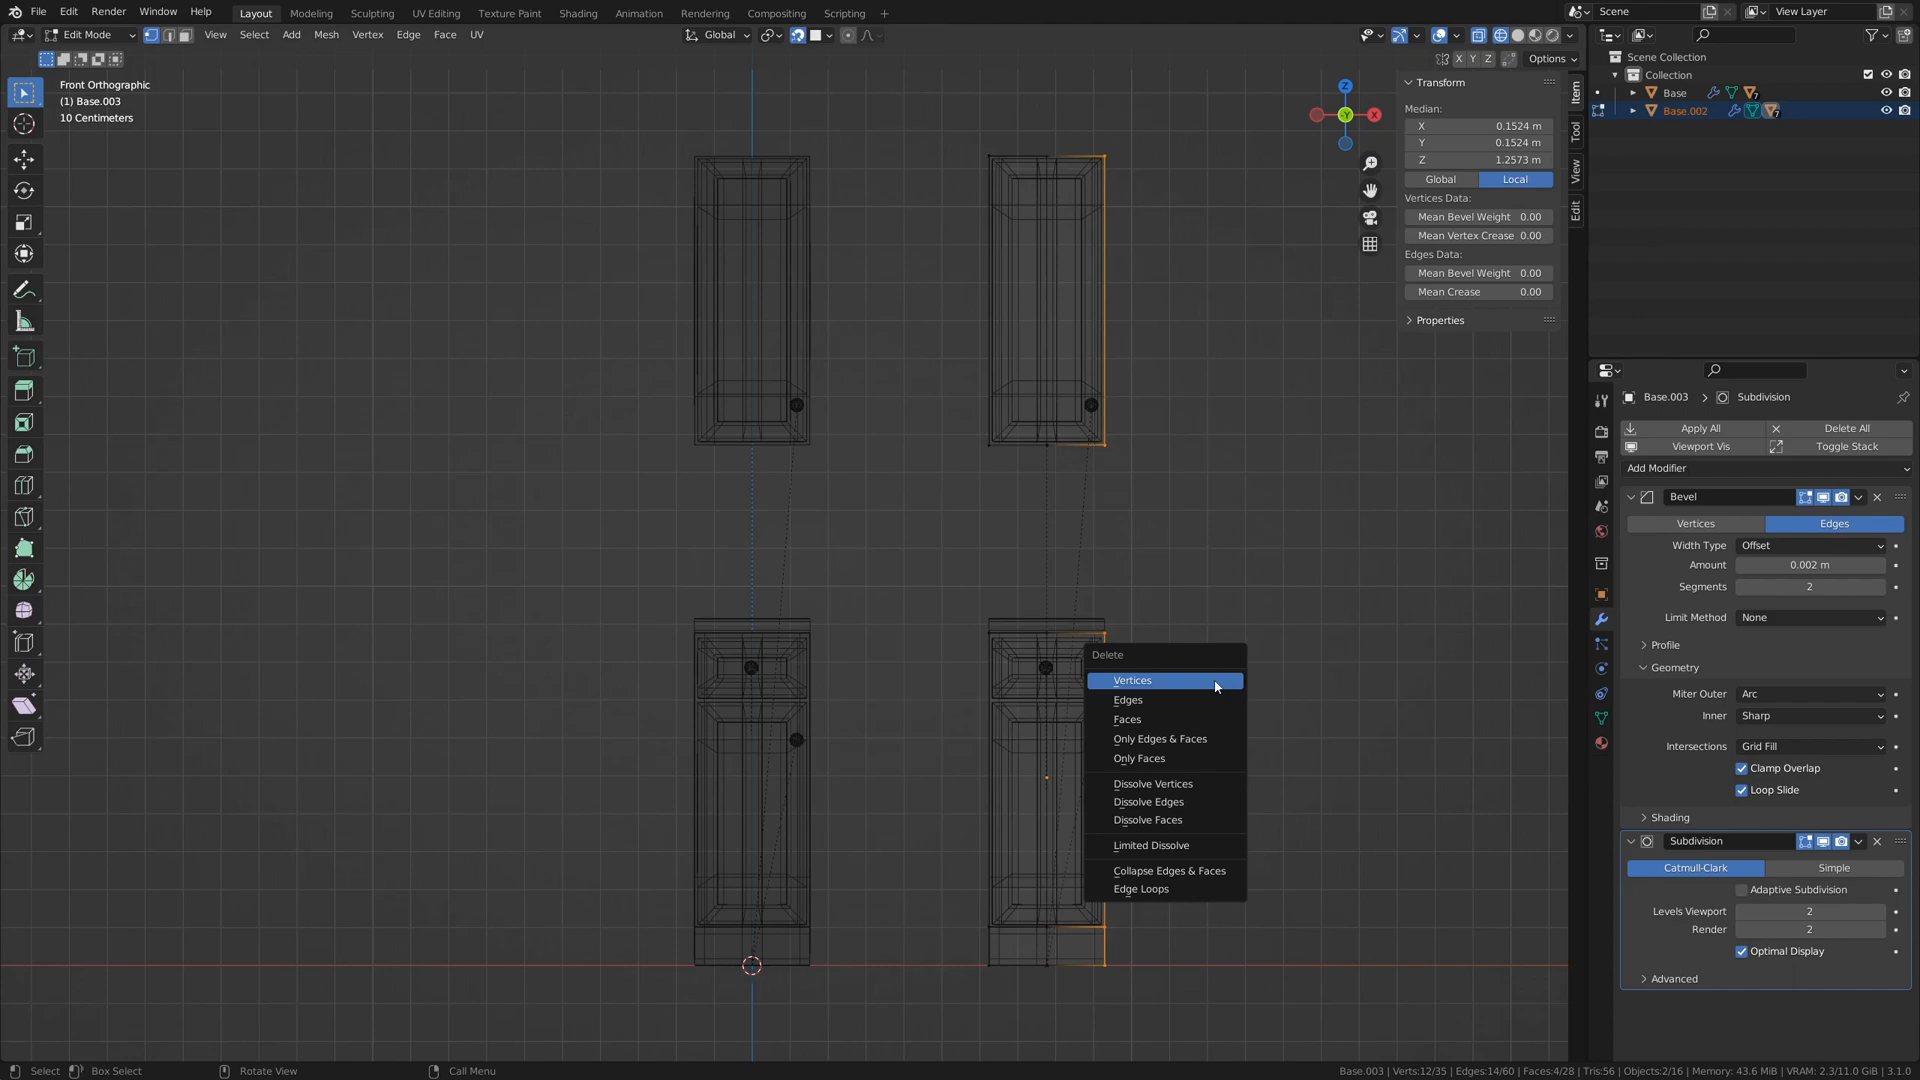 File Edit Render Window Help Layout Modeling Sculpting UV Editing Texture Paint Shading Animation Rendering Compositing Scripting + Scene View Layer
Edit Mode View Select Add Mesh Vertex Edge Face UV Global
X Y Z Options
Front Orthographic
(1) Base.003
10 Centimeters
Z
Y
X
Transform
Median:
X 0.1524 m
Y 0.1524 m
Z 1.2573 m
Global Local
Vertices Data:
Mean Bevel Weight 0.00
Mean Vertex Crease 0.00
Edges Data:
Mean Bevel Weight 0.00
Mean Crease 0.00
Properties
Item
Tool
View
Edit
Scene Collection
Collection
Base 7
Base.002 7
Delete
Vertices
Edges
Faces
Only Edges & Faces
Only Faces
Dissolve Vertices
Dissolve Edges
Dissolve Faces
Limited Dissolve
Collapse Edges & Faces
Edge Loops
Base.003 > Subdivision
Apply All Delete All
Viewport Vis Toggle Stack
Add Modifier
Bevel
Vertices Edges
Width Type Offset
Amount 0.002 m
Segments 2
Limit Method None
Profile
Geometry
Miter Outer Arc
Inner Sharp
Intersections Grid Fill
Clamp Overlap
Loop Slide
Shading
Subdivision
Catmull-Clark Simple
Adaptive Subdivision
Levels Viewport 2
Render 2
Optimal Display
Advanced
Select Box Select Rotate View Call Menu Base.003 | Verts:12/35 | Edges:14/60 | Faces:4/28 | Tris:56 | Objects:2/16 | Memory: 43.6 MiB | VRAM: 2.3/11.0 GiB | 3.1.0